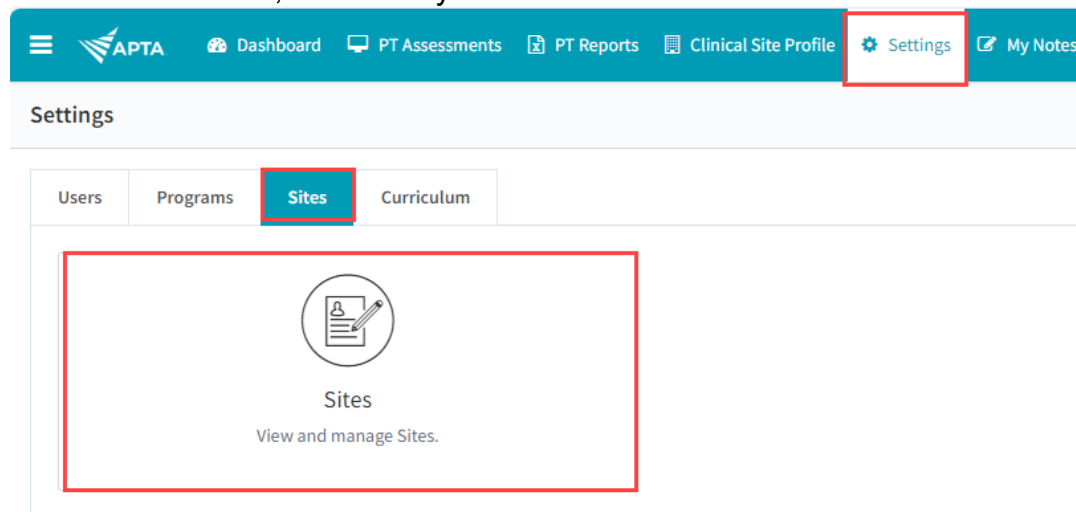 APTA Dashboard PT Assessments PT Reports Clinical Site Profile Settings My Notes
Settings
Users Programs Sites Curriculum
Sites
View and manage Sites.